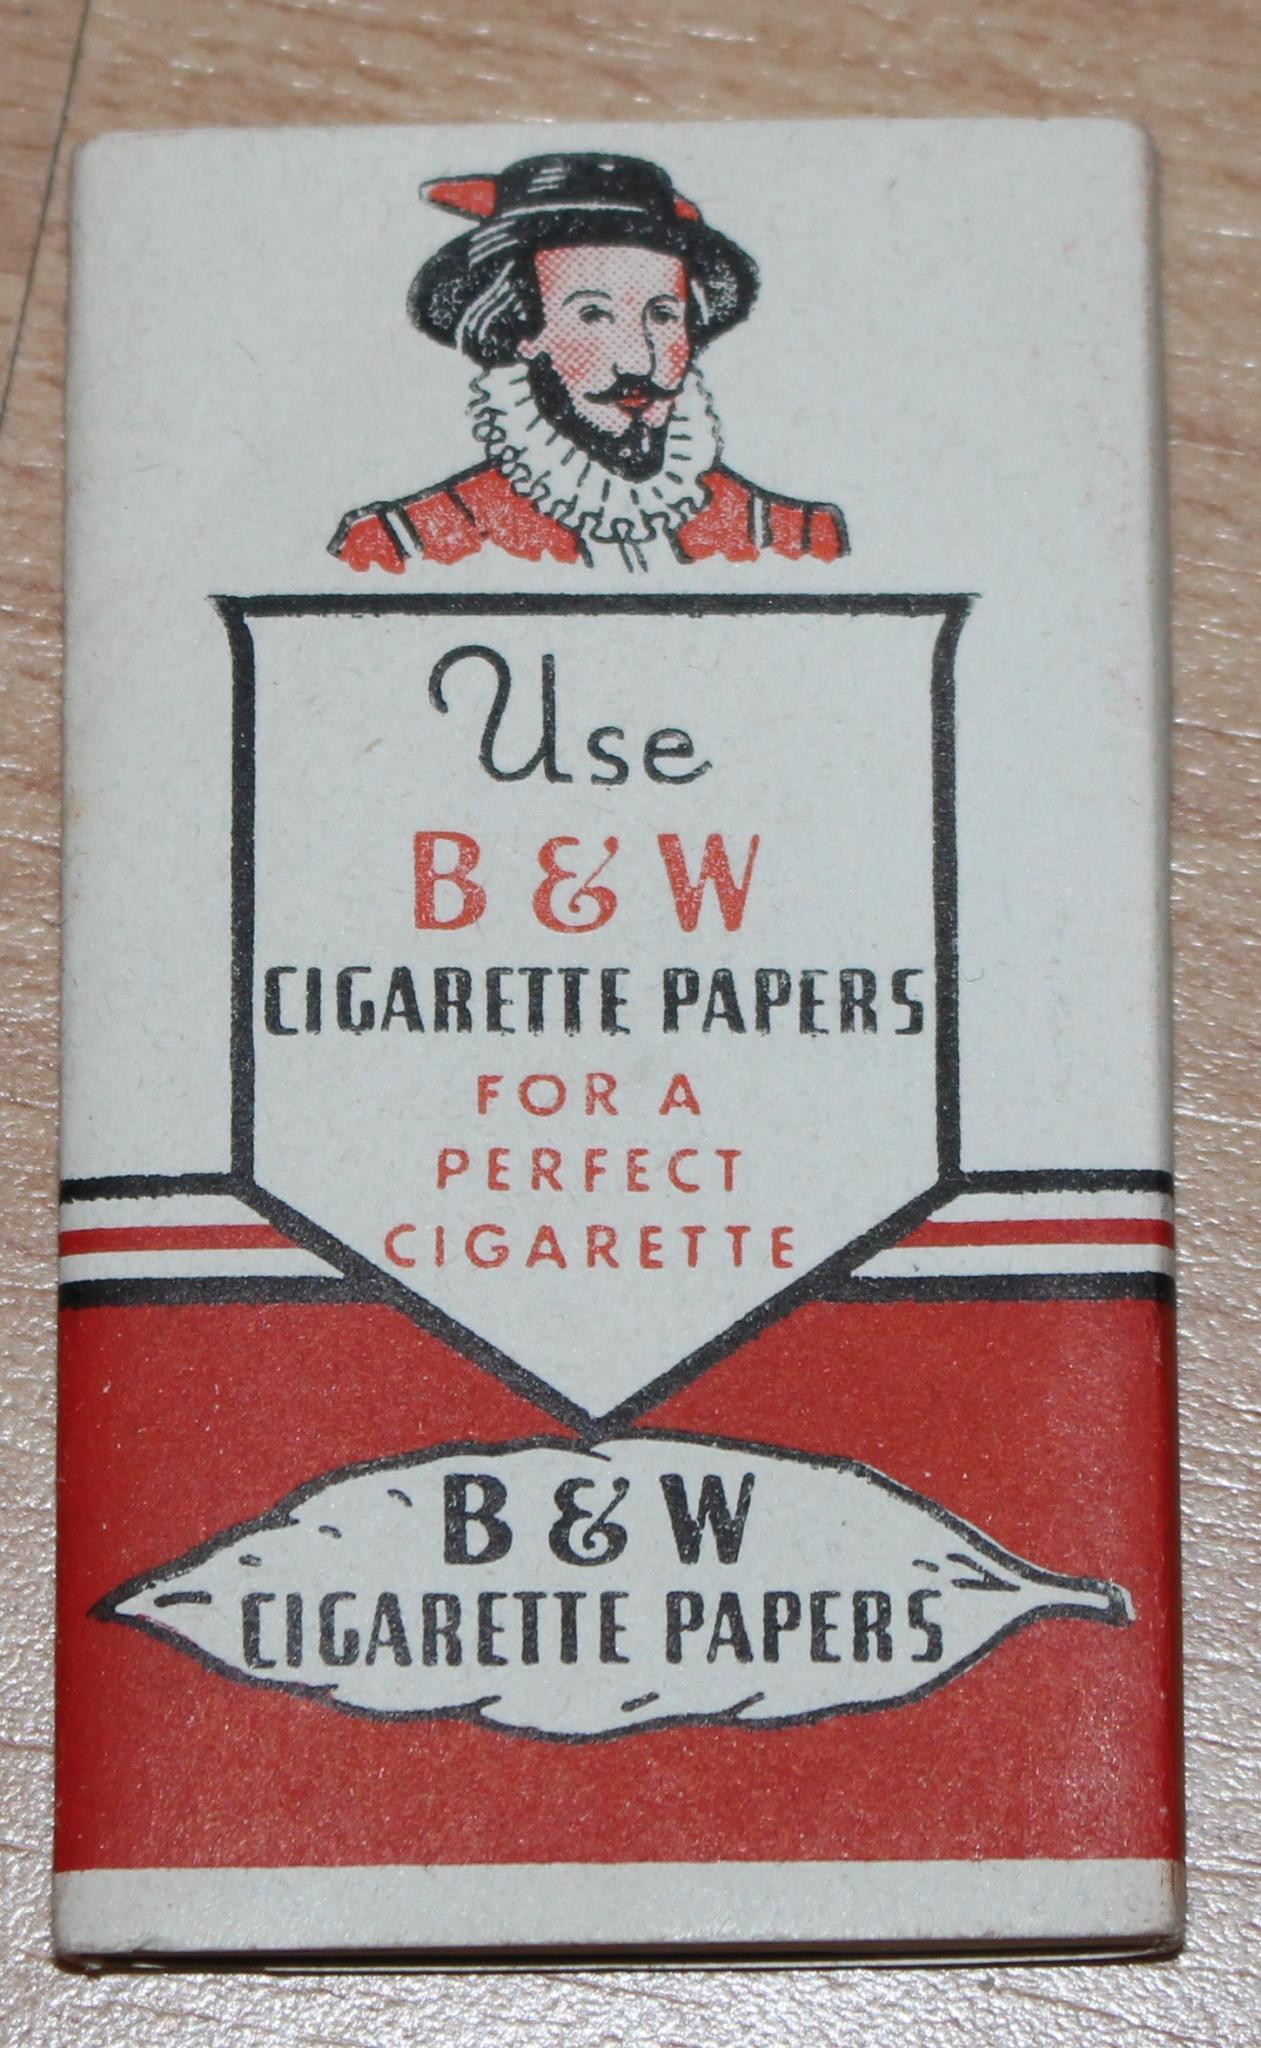 Use
B & W
CIGARETTE PAPERS
FOR A
PERFECT
CIGARETTE
B & W
CIGARETTE PAPERS